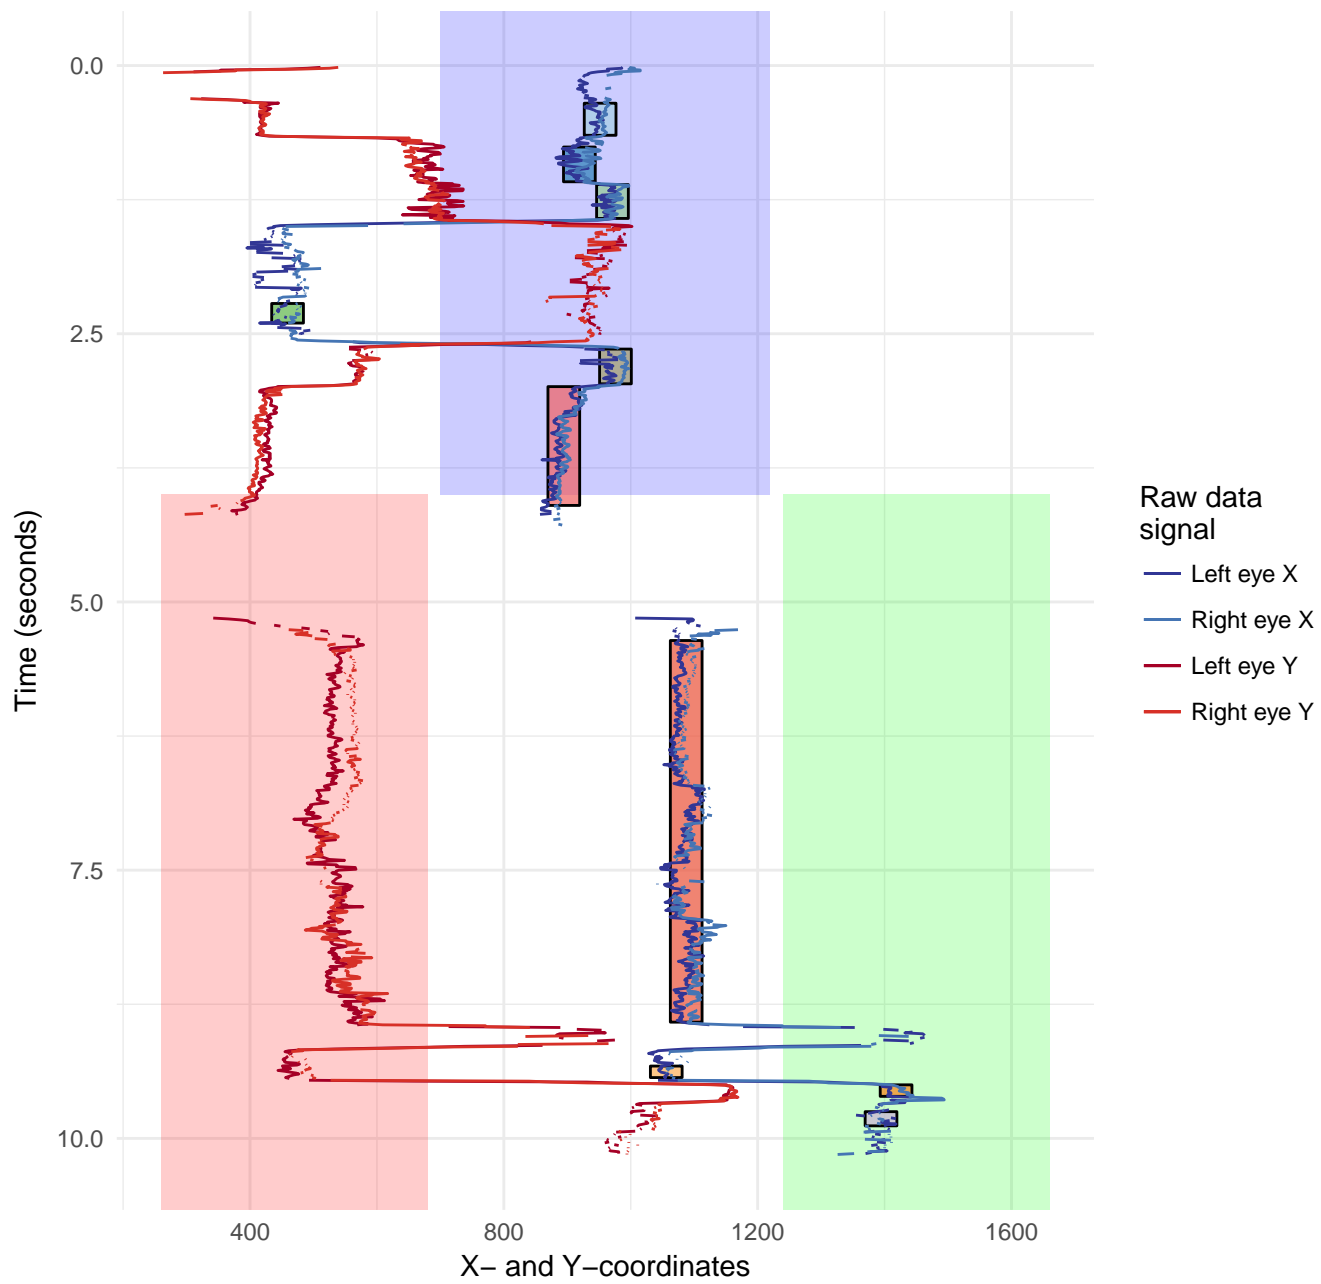 0.0
2.5
5.0
7.5
10.0
Time (seconds)
400
800
1200
1600
X− and Y−coordinates
Raw data
signal
Left eye X
Right eye X
Left eye Y
Right eye Y